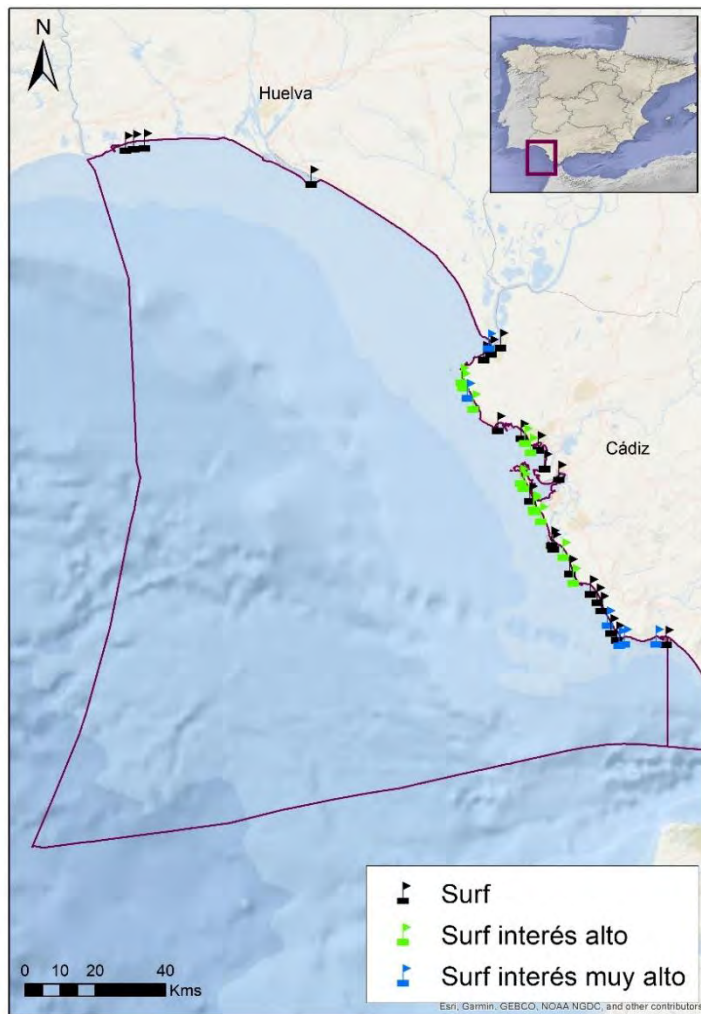 N
Huelva
Cádiz
Surf
Surf interés alto
Surf interés muy alto
0 10 20 40
Kms
Esri, Garmin, GEBCO, NOAA NGDC, and other contributors